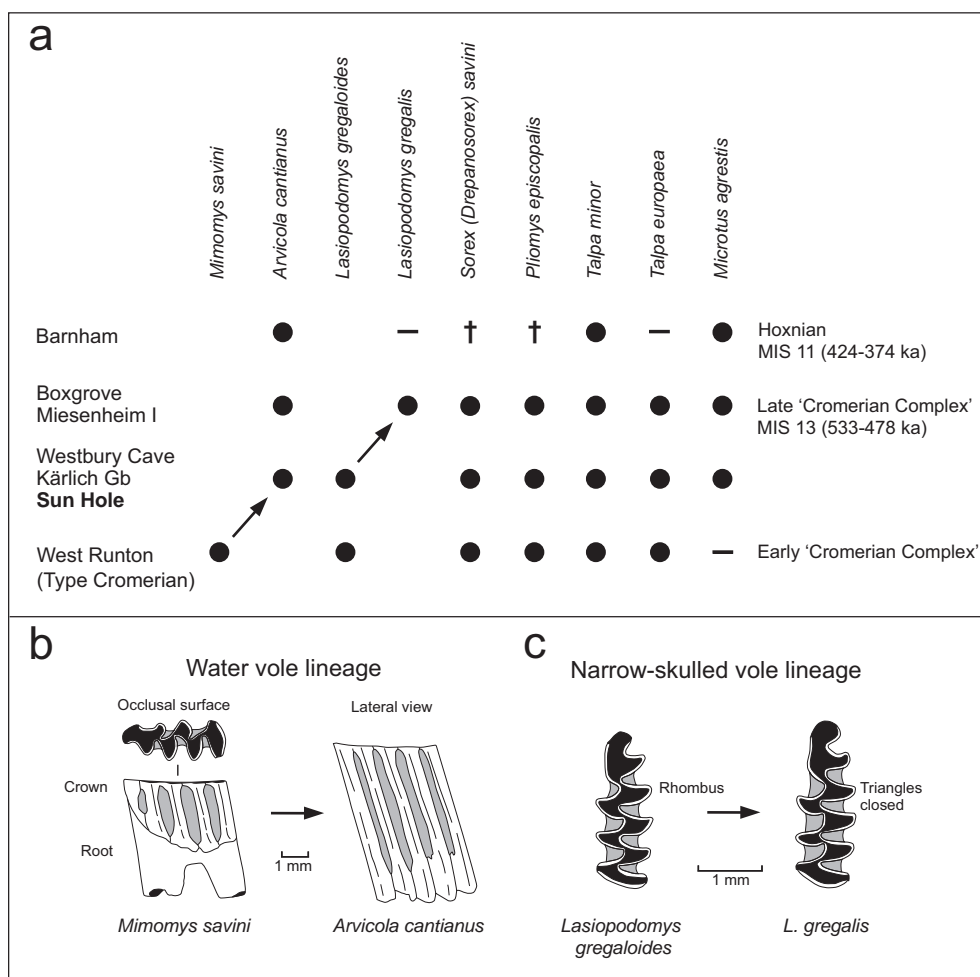 a
Mimomys savini
Arvicola cantianus
Lasiopodomys gregaloides
Lasiopodomys gregalis
Sorex (Drepanosorex) savini
Pliomys episcopalis
Talpa minor
Talpa europaea
Microtus agrestis
Barnham
† †
Hoxnian
MIS 11 (424-374 ka)
Boxgrove
Miesenheim I
Late ‘Cromerian Complex’
MIS 13 (533-478 ka)
Westbury Cave
Kärlich Gb
Sun Hole
West Runton
(Type Cromerian)
Early ‘Cromerian Complex’
b
Water vole lineage
Occlusal surface
Lateral view
Crown
Root
1 mm
Mimomys savini
Arvicola cantianus
c
Narrow-skulled vole lineage
Rhombus
Triangles
closed
1 mm
Lasiopodomys
gregaloides
L. gregalis